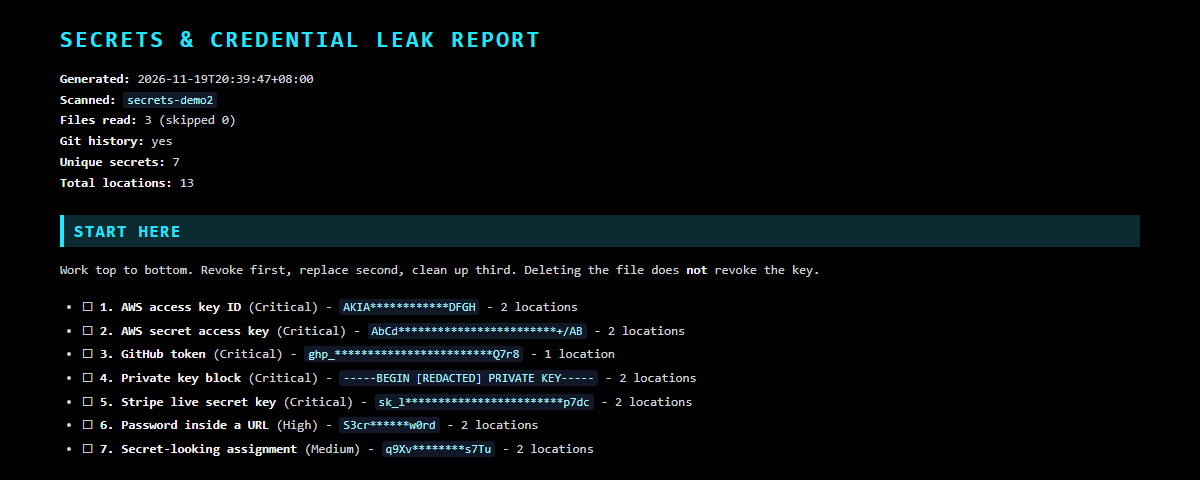 SECRETS & CREDENTIAL LEAK REPORT
Generated: 2026-11-19T20:39:47+08:00
Scanned: secrets-demo2
Files read: 3 (skipped 0)
Git history: yes
Unique secrets: 7
Total locations: 13
START HERE
Work top to bottom. Revoke first, replace second, clean up third. Deleting the file does not revoke the key.
• ☐ 1. AWS access key ID (Critical) - AKIA************DFGH - 2 locations
• ☐ 2. AWS secret access key (Critical) - AbCd************************+/AB - 2 locations
• ☐ 3. GitHub token (Critical) - ghp_************************Q7r8 - 1 location
• ☐ 4. Private key block (Critical) - -----BEGIN [REDACTED] PRIVATE KEY----- - 2 locations
• ☐ 5. Stripe live secret key (Critical) - sk_l************************p7dc - 2 locations
• ☐ 6. Password inside a URL (High) - S3cr******w0rd - 2 locations
• ☐ 7. Secret-looking assignment (Medium) - q9Xv********s7Tu - 2 locations